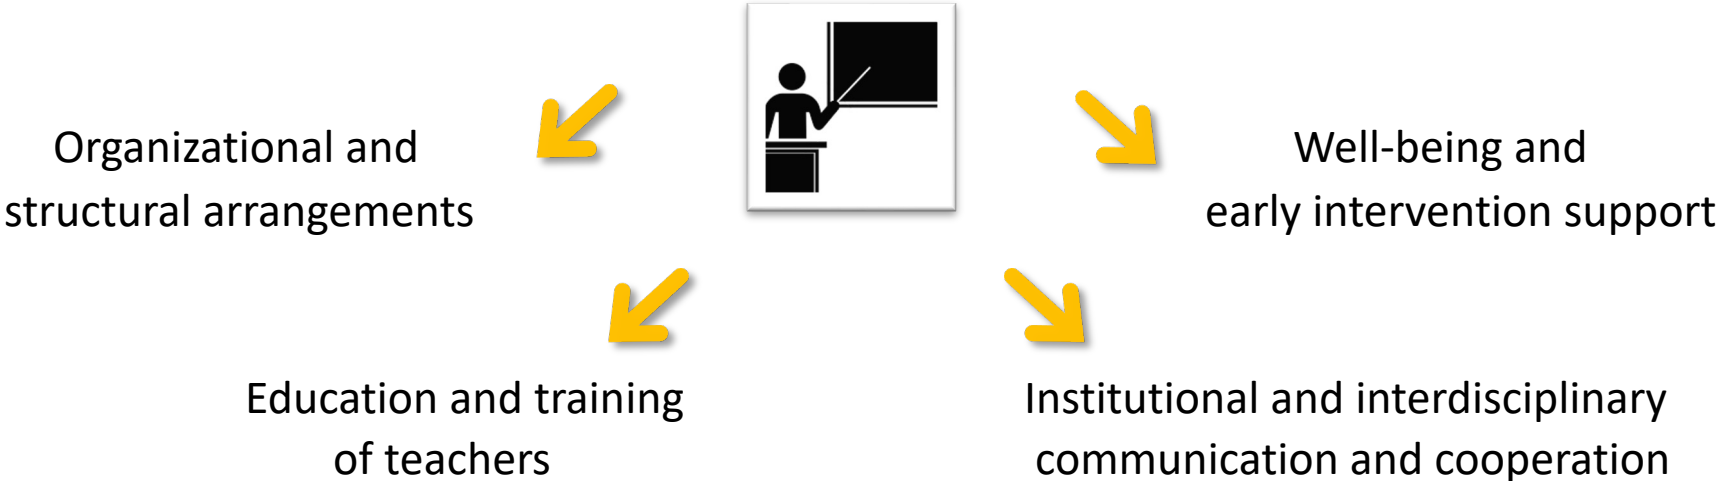 Organizational and
structural arrangements
Well-being and
early intervention support
Education and training
of teachers
Institutional and interdisciplinary
communication and cooperation